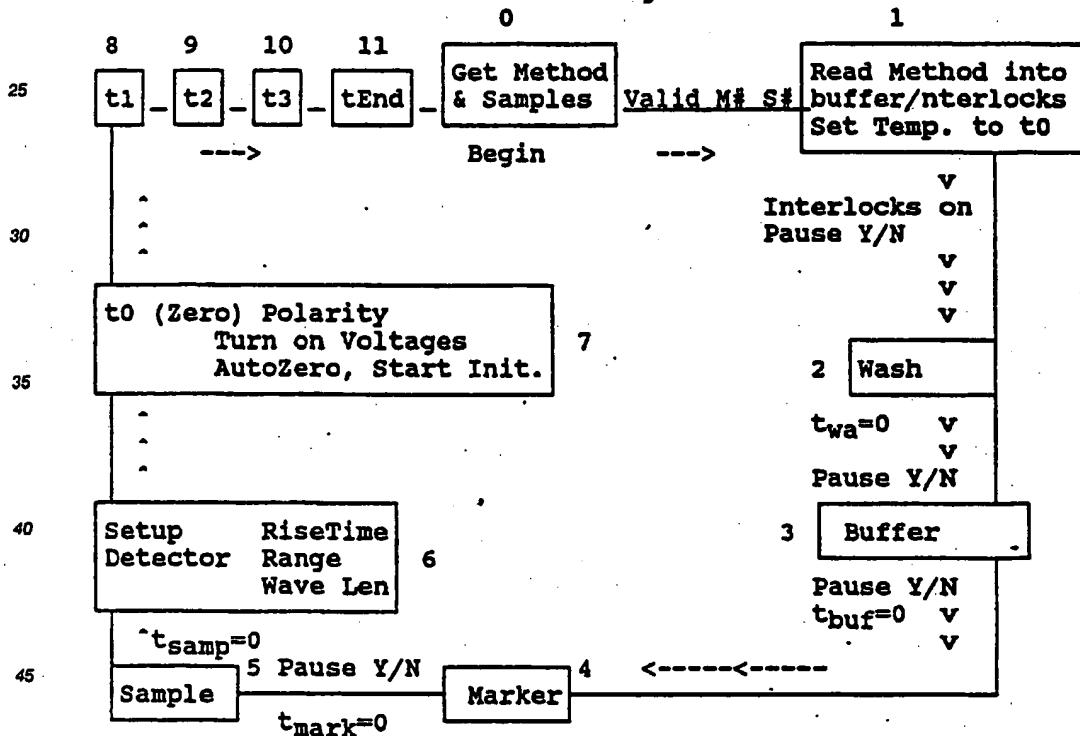 0 1
8 9 10 11
Get Method Read Method into
25 t1 _ t2 _ t3 _ tEnd _ & Samples Valid M# S# buffer/nterlocks
Set Temp. to t0
---> Begin --->
v
^ Interlocks on
30 ^ Pause Y/N
^ v
v
t0 (Zero) Polarity v
Turn on Voltages 7
AutoZero, Start Init. 2 Wash
35
^ twa=0 v
^ v
^ Pause Y/N
40 Setup RiseTime 3 Buffer
Detector Range 6
Wave Len Pause Y/N
tbuf=0 v
^tsamp=0 v
45 5 Pause Y/N 4 <-----<-----
Sample Marker
tmark=0